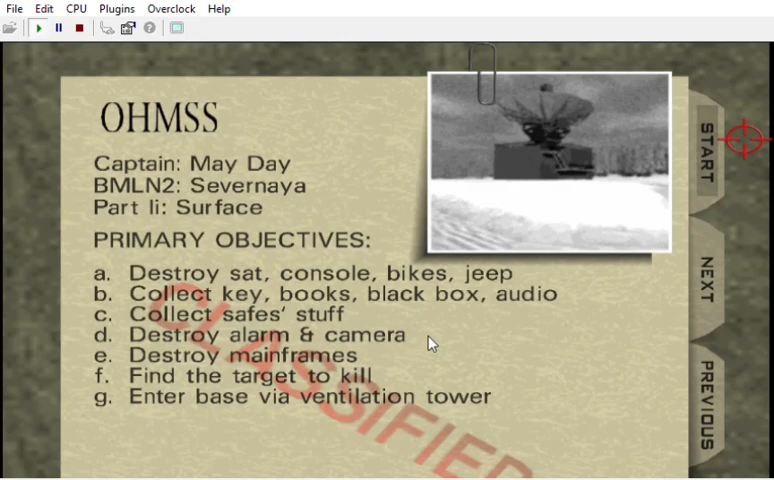 File Edit CPU Plugins Overclock Help
OHMSS
Captain: May Day
BMLN2: Severnaya
Part Ii: Surface
PRIMARY OBJECTIVES:
a. Destroy sat, console, bikes, jeep
b. Collect key, books, black box, audio
c. Collect safes' stuff
d. Destroy alarm & camera
e. Destroy mainframes
f. Find the target to kill
g. Enter base via ventilation tower
CLASSIFIED
START
NEXT
PREVIOUS